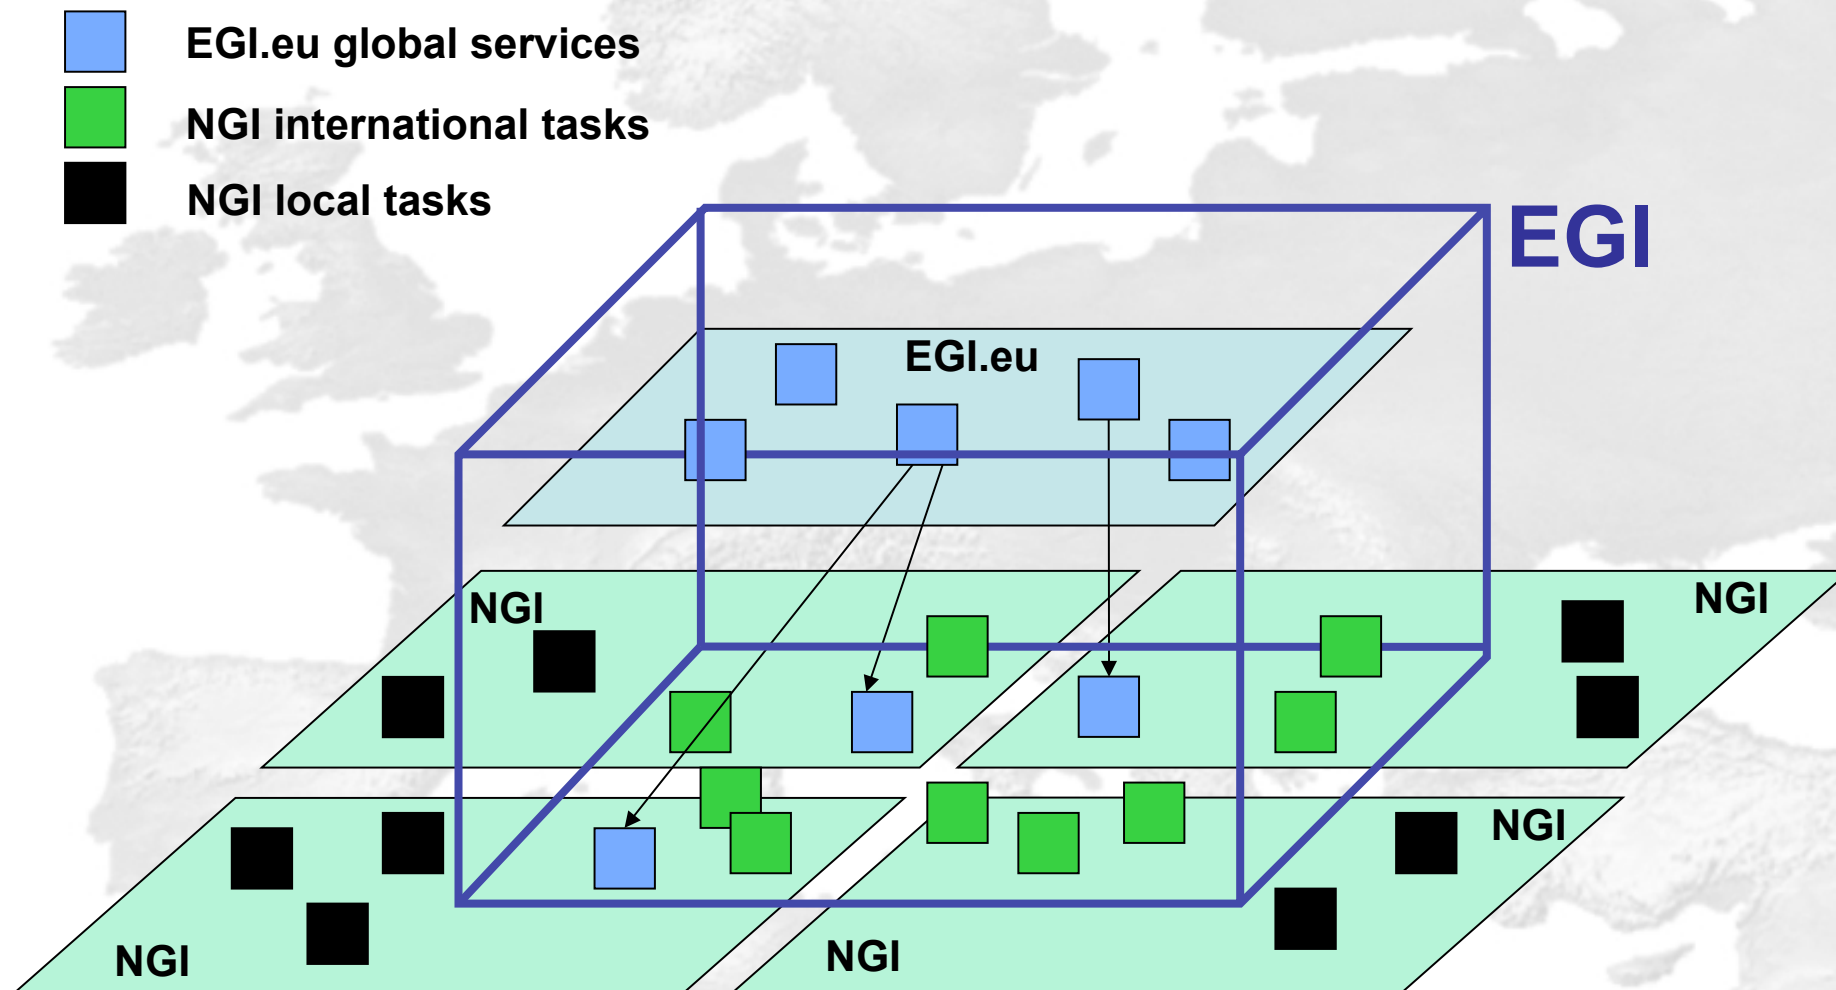 EGI.eu global services
NGI international tasks
NGI local tasks
EGI
EGI.eu
NGI
NGI
NGI
NGI
NGI